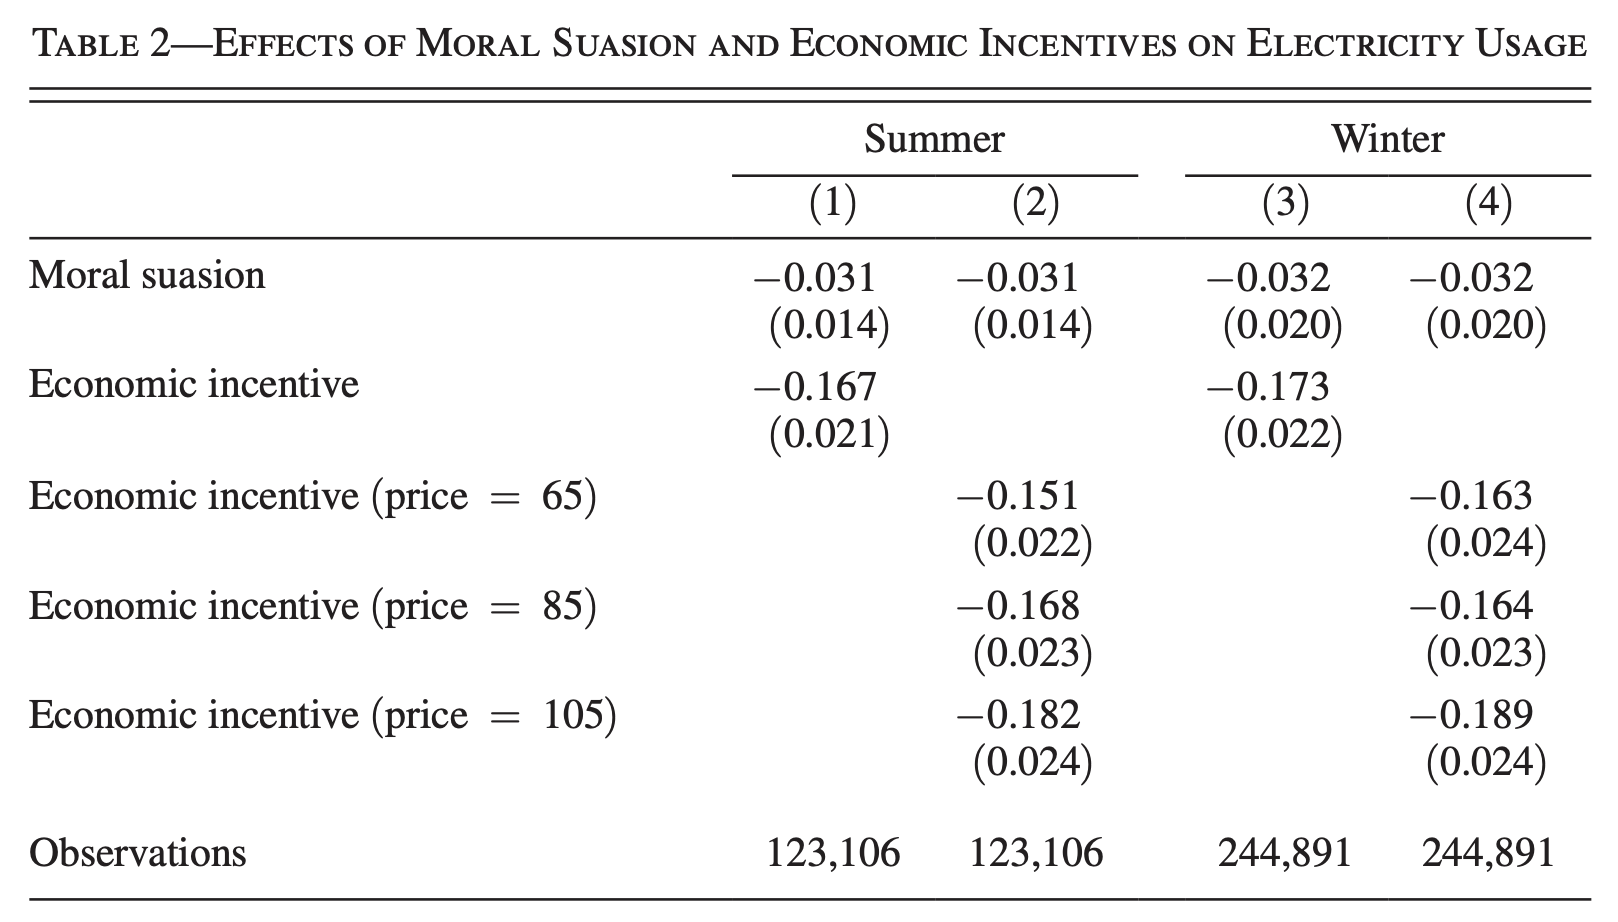 TABLE 2—EFFECTS OF MORAL SUASION AND ECONOMIC INCENTIVES ON ELECTRICITY USAGE
Summer Winter
(1) (2) (3) (4)
Moral suasion −0.031 −0.031 −0.032 −0.032
(0.014) (0.014) (0.020) (0.020)
Economic incentive −0.167 −0.173
(0.021) (0.022)
Economic incentive (price = 65) −0.151 −0.163
(0.022) (0.024)
Economic incentive (price = 85) −0.168 −0.164
(0.023) (0.023)
Economic incentive (price = 105) −0.182 −0.189
(0.024) (0.024)
Observations 123,106 123,106 244,891 244,891